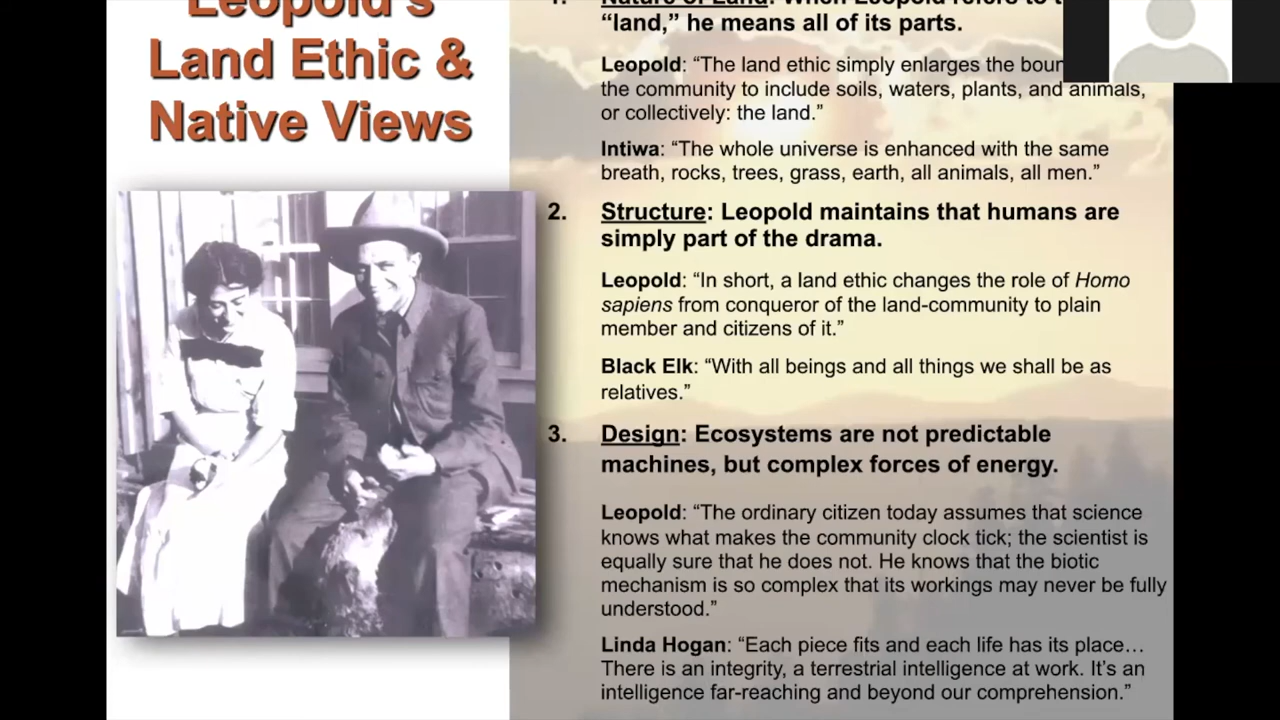 Leopold's
Land Ethic &
Native Views
1. Nature of Land: When Leopold refers to
“land,” he means all of its parts.
Leopold: “The land ethic simply enlarges the
the community to include soils, waters, plants, and animals,
or collectively: the land.”
Intiwa: “The whole universe is enhanced with the same
breath, rocks, trees, grass, earth, all animals, all men.”
2. Structure: Leopold maintains that humans are
simply part of the drama.
Leopold: “In short, a land ethic changes the role of Homo
sapiens from conqueror of the land-community to plain
member and citizens of it.”
Black Elk: “With all beings and all things we shall be as
relatives.”
3. Design: Ecosystems are not predictable
machines, but complex forces of energy.
Leopold: “The ordinary citizen today assumes that science
knows what makes the community clock tick; the scientist is
equally sure that he does not. He knows that the biotic
mechanism is so complex that its workings may never be fully
understood.”
Linda Hogan: “Each piece fits and each life has its place…
There is an integrity, a terrestrial intelligence at work. It’s an
intelligence far-reaching and beyond our comprehension.”